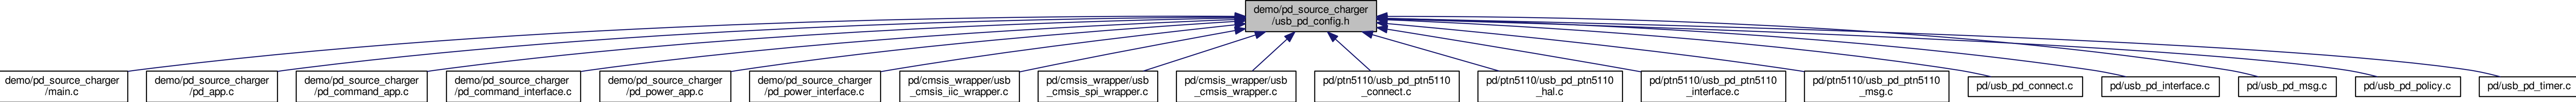 demo/pd_source_charger
/usb_pd_config.h
demo/pd_source_charger
/main.c
demo/pd_source_charger
/pd_app.c
demo/pd_source_charger
/pd_command_app.c
demo/pd_source_charger
/pd_command_interface.c
demo/pd_source_charger
/pd_power_app.c
demo/pd_source_charger
/pd_power_interface.c
pd/cmsis_wrapper/usb
_cmsis_iic_wrapper.c
pd/cmsis_wrapper/usb
_cmsis_spi_wrapper.c
pd/cmsis_wrapper/usb
_cmsis_wrapper.c
pd/ptn5110/usb_pd_ptn5110
_connect.c
pd/ptn5110/usb_pd_ptn5110
_hal.c
pd/ptn5110/usb_pd_ptn5110
_interface.c
pd/ptn5110/usb_pd_ptn5110
_msg.c
pd/usb_pd_connect.c
pd/usb_pd_interface.c
pd/usb_pd_msg.c
pd/usb_pd_policy.c
pd/usb_pd_timer.c